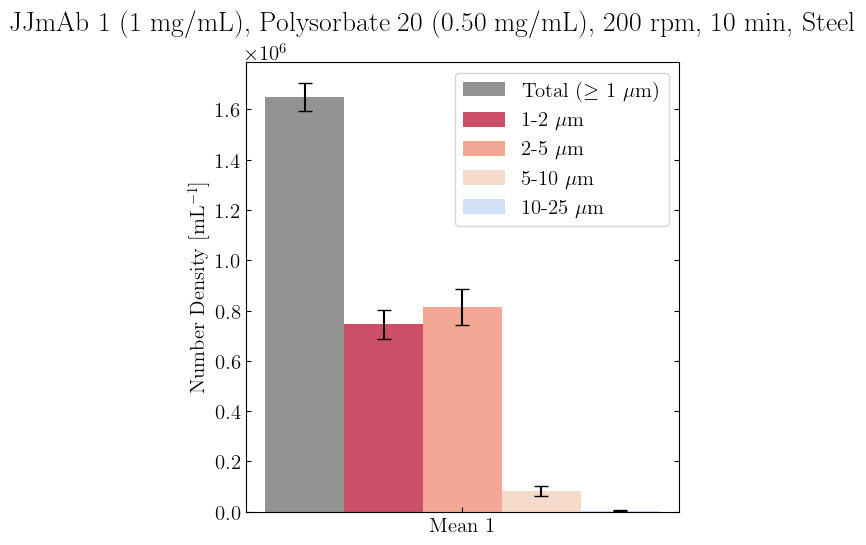 JJmAb 1 (1 mg/mL), Polysorbate 20 (0.50 mg/mL), 200 rpm, 10 min, Steel
×10⁶
Total (≥ 1 μm)
1-2 μm
2-5 μm
5-10 μm
10-25 μm
Number Density [mL⁻¹]
1.6
1.4
1.2
1.0
0.8
0.6
0.4
0.2
0.0
Mean 1